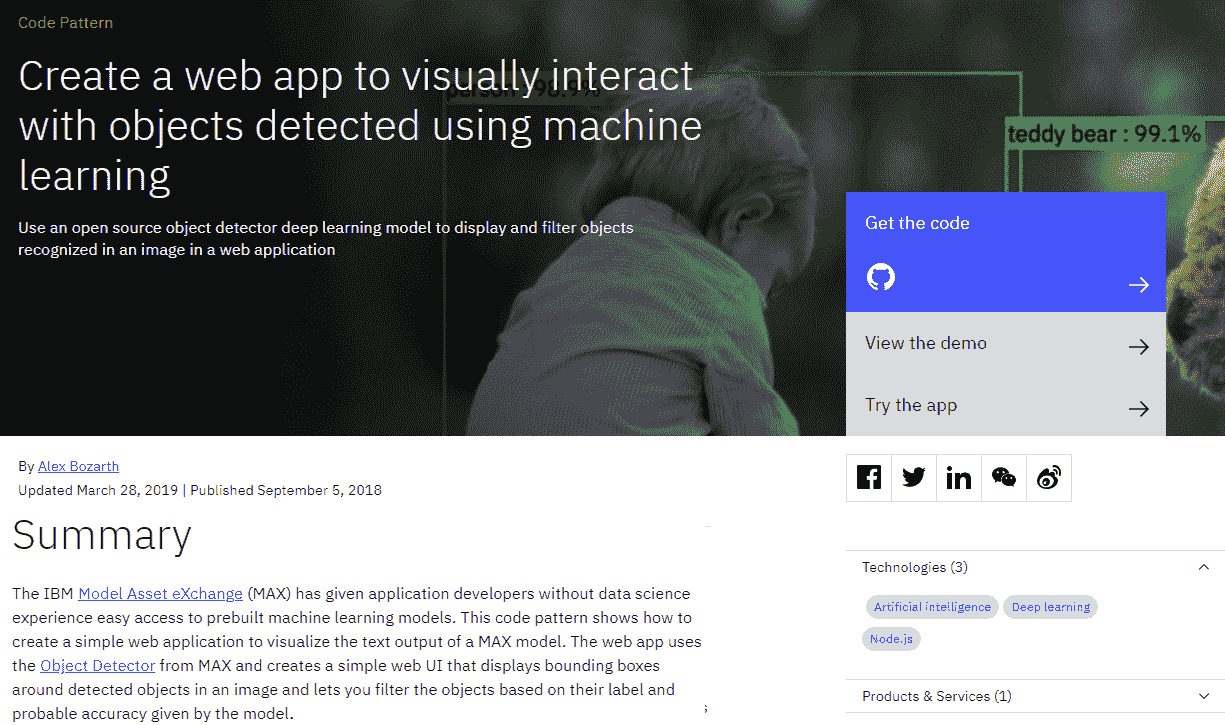 Code Pattern
Create a web app to visually interact
with objects detected using machine
learning
person : 98.9%
teddy bear : 99.1%
Use an open source object detector deep learning model to display and filter objects
recognized in an image in a web application
Get the code
View the demo
Try the app
By Alex Bozarth
Updated March 28, 2019 | Published September 5, 2018
Summary
The IBM Model Asset eXchange (MAX) has given application developers without data science
experience easy access to prebuilt machine learning models. This code pattern shows how to
create a simple web application to visualize the text output of a MAX model. The web app uses
the Object Detector from MAX and creates a simple web UI that displays bounding boxes
around detected objects in an image and lets you filter the objects based on their label and
probable accuracy given by the model.
Technologies (3)
Artificial intelligence
Deep learning
Node.js
Products & Services (1)